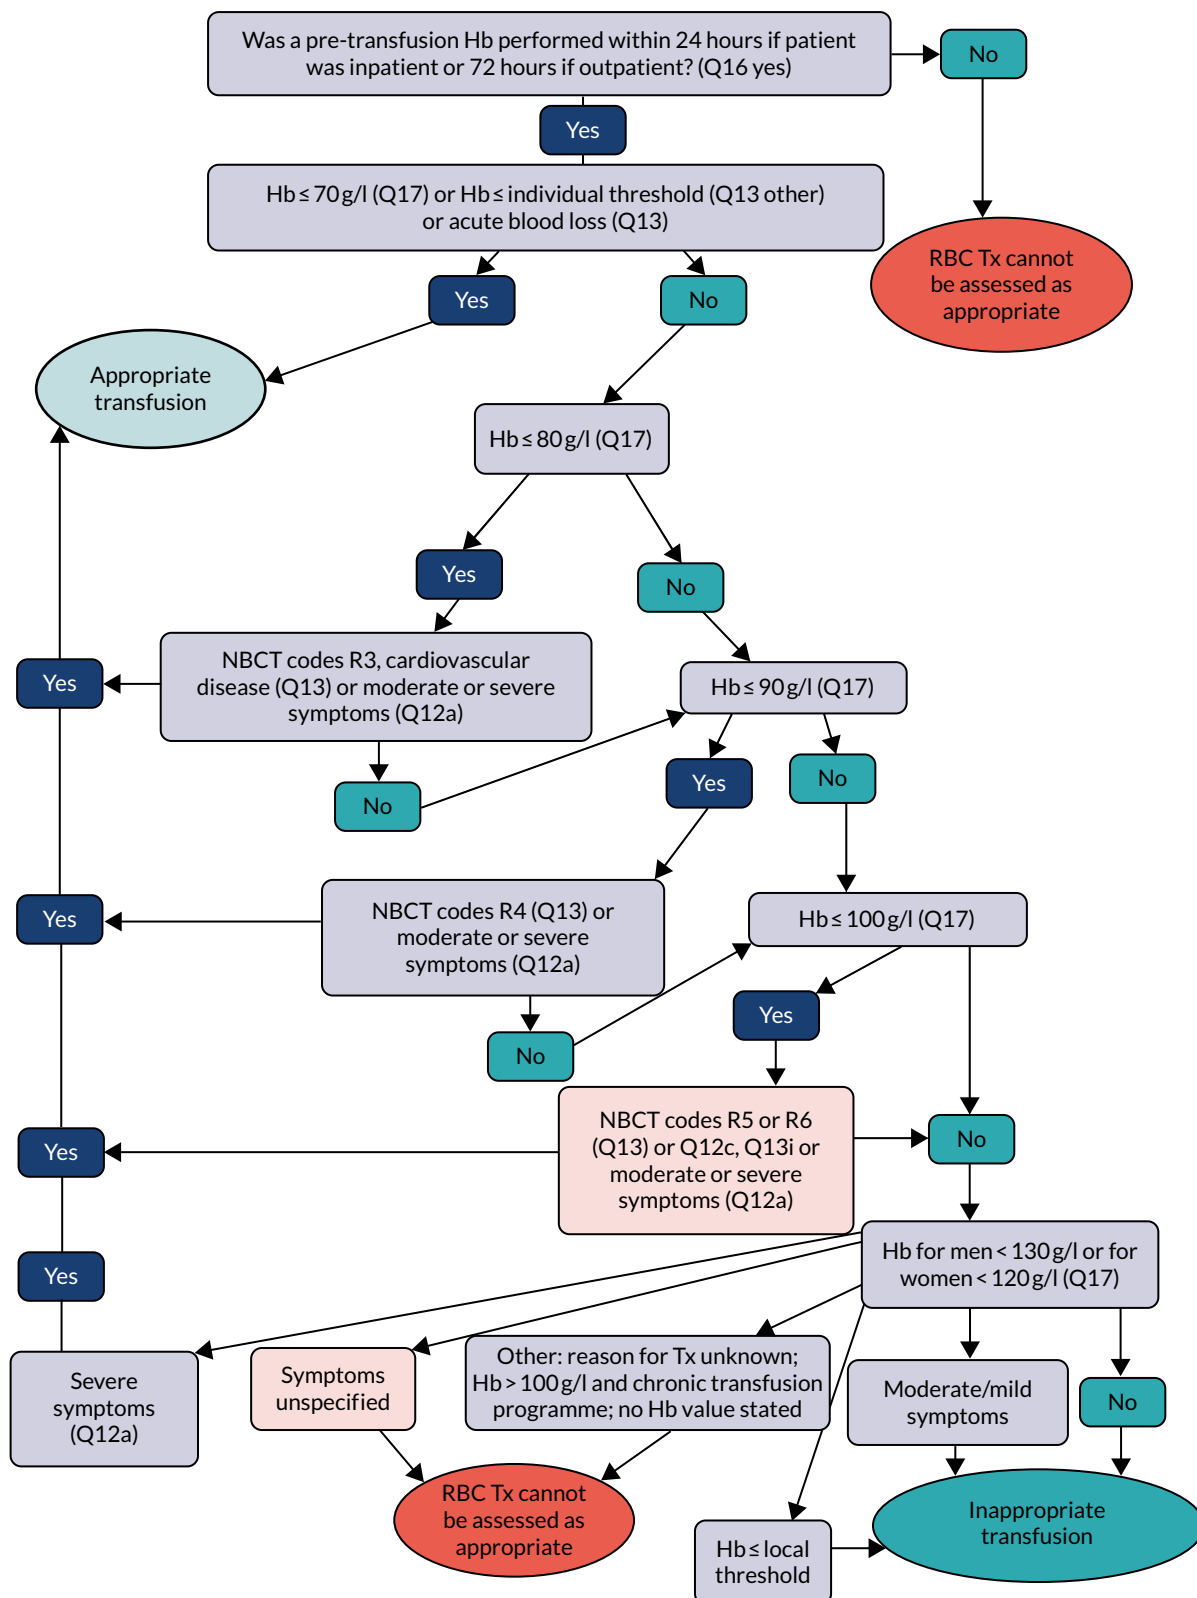 Was a pre-transfusion Hb performed within 24 hours if patient
was inpatient or 72 hours if outpatient? (Q16 yes)
No
Yes
Hb ≤ 70 g/l (Q17) or Hb ≤ individual threshold (Q13 other)
or acute blood loss (Q13)
RBC Tx cannot
be assessed as
appropriate
Yes
No
Appropriate
transfusion
Hb ≤ 80 g/l (Q17)
Yes
No
Yes
NBCT codes R3, cardiovascular
disease (Q13) or moderate or severe
symptoms (Q12a)
Hb ≤ 90 g/l (Q17)
No
Yes
No
Yes
NBCT codes R4 (Q13) or
moderate or severe
symptoms (Q12a)
Hb ≤ 100 g/l (Q17)
No
Yes
Yes
NBCT codes R5 or R6
(Q13) or Q12c, Q13i or
moderate or severe
symptoms (Q12a)
No
Yes
Hb for men < 130 g/l or for
women < 120 g/l (Q17)
Severe
symptoms
(Q12a)
Symptoms
unspecified
Other: reason for Tx unknown;
Hb > 100 g/l and chronic transfusion
programme; no Hb value stated
Moderate/mild
symptoms
No
RBC Tx cannot
be assessed as
appropriate
Hb ≤ local
threshold
Inappropriate
transfusion